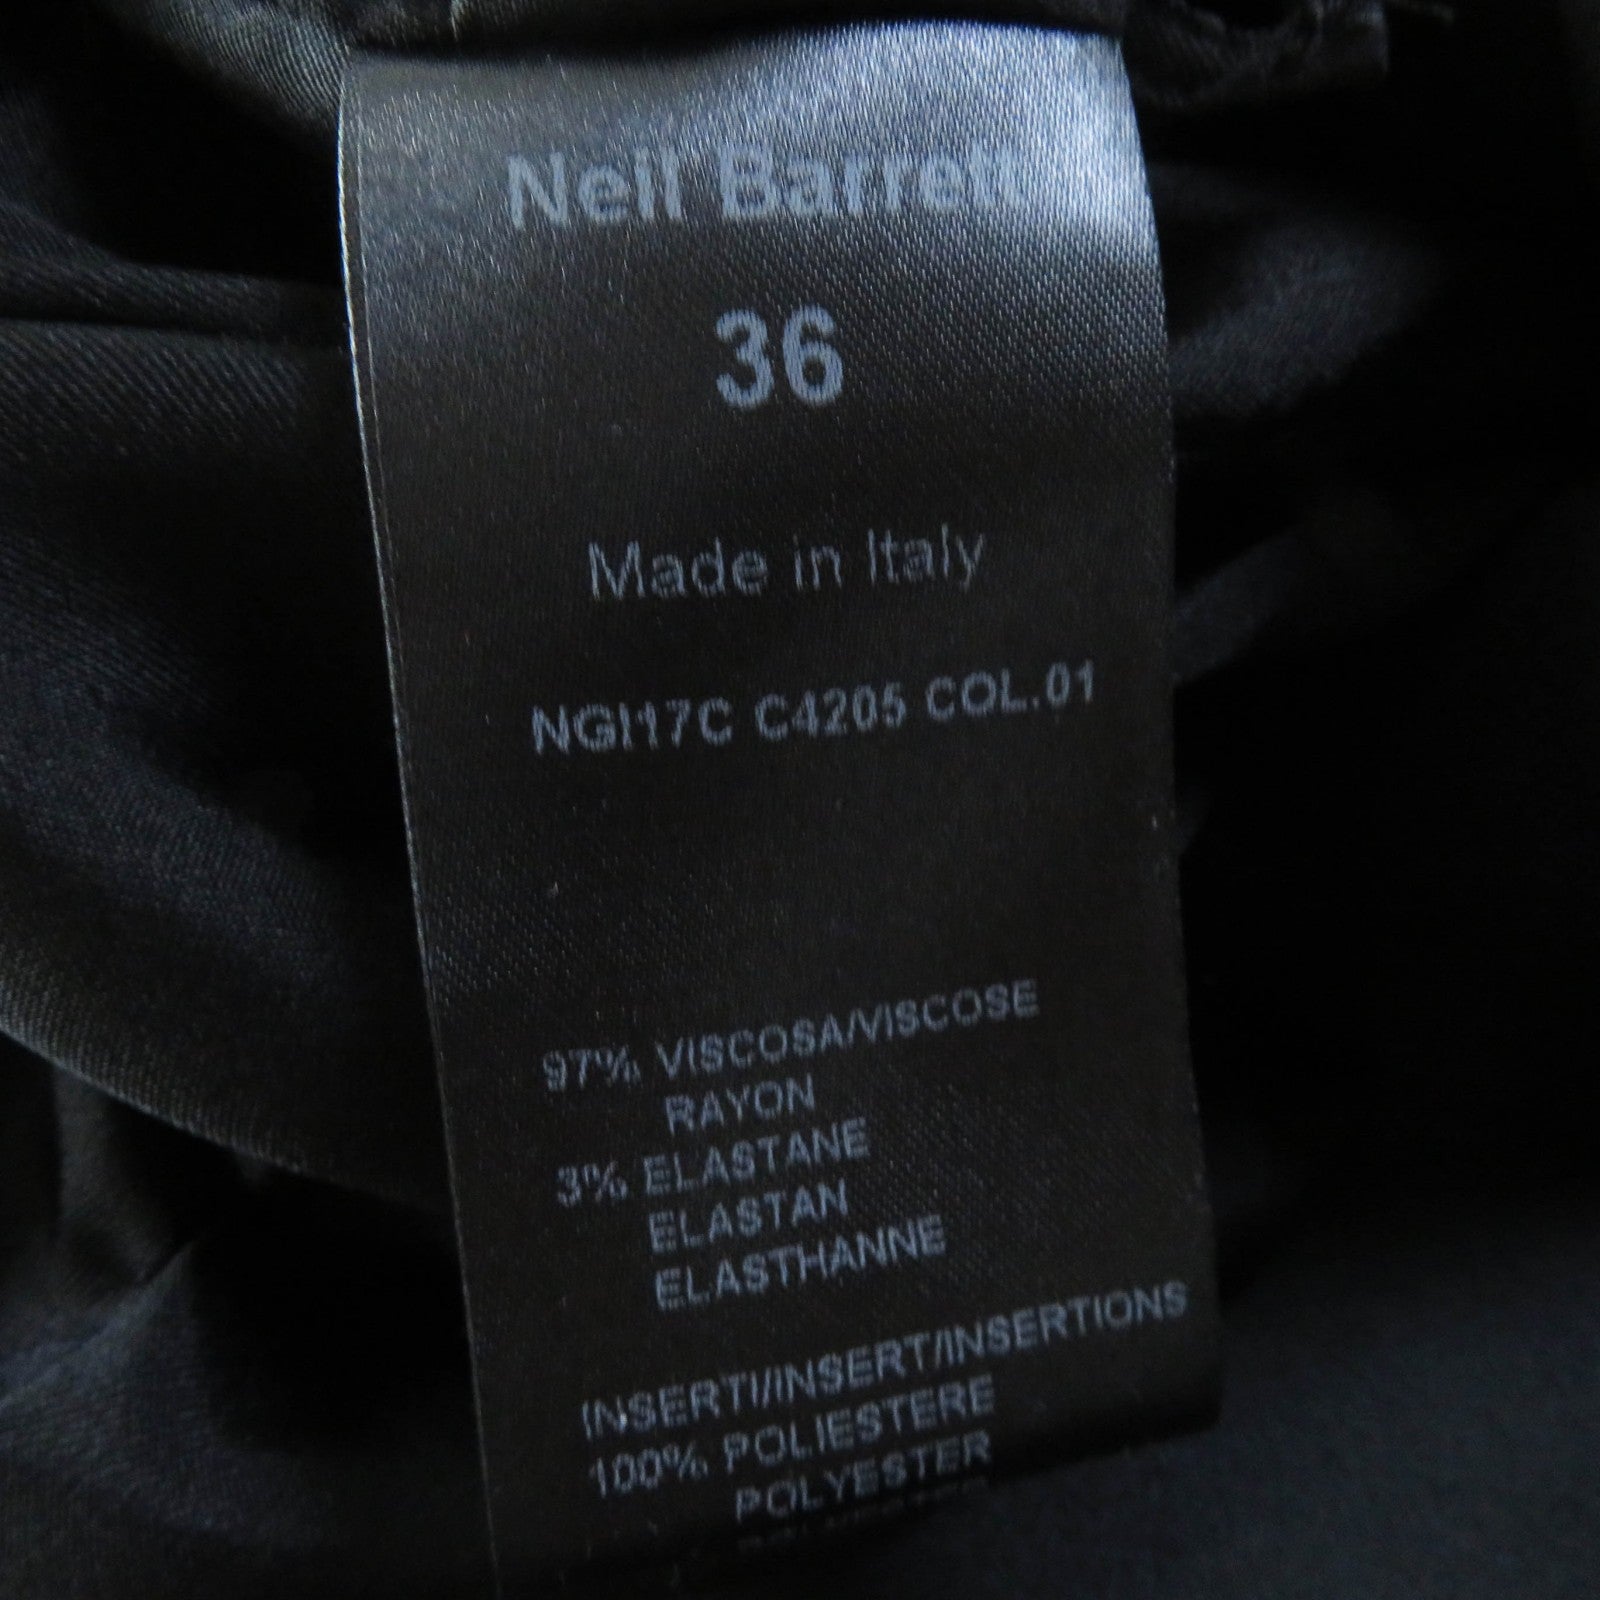 Neil Barrett
36
Made in Italy
NGI17C C4205 COL.01
97% VISCOSA/VISCOSE
RAYON
3% ELASTANE
ELASTAN
ELASTHANNE
INSERTI/INSERT/INSERTIONS
100% POLIESTERE
POLYESTER